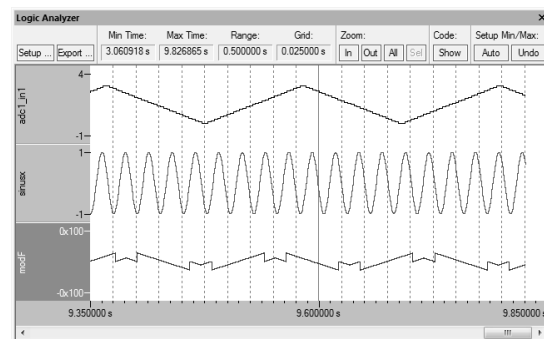 Logic Analyzer
Min Time: Max Time: Range: Grid: Zoom: Code: Setup Min/Max:
Setup ... Export ... 3.060918 s 9.826865 s 0.500000 s 0.025000 s In Out All Sel Show Auto Undo
4
adc1_in1
-1
1
sinusx
-1
0x100
modF
-0x100
9.350000 s 9.600000 s 9.850000 s